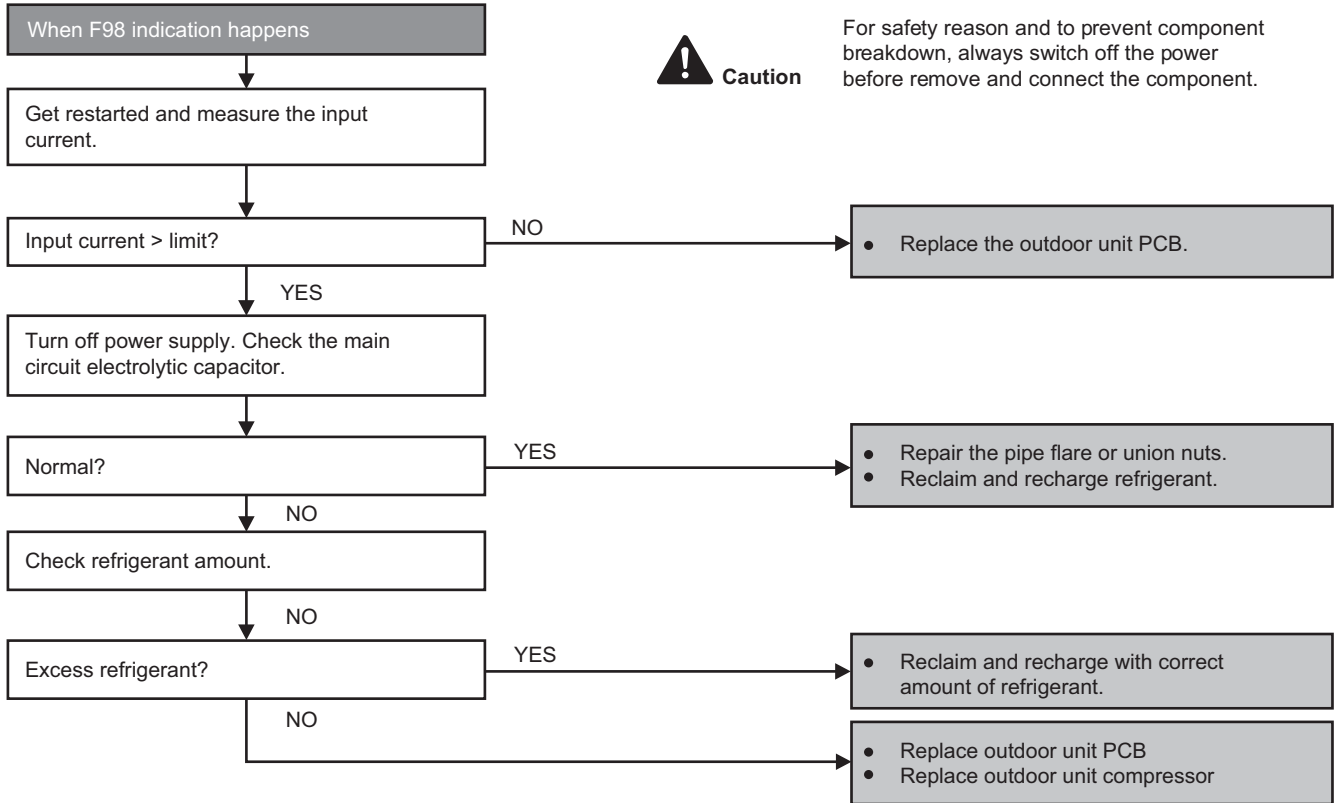 When F98 indication happens
For safety reason and to prevent component
breakdown, always switch off the power
before remove and connect the component.
Caution
Get restarted and measure the input
current.
Input current > limit?
NO
● Replace the outdoor unit PCB.
YES
Turn off power supply. Check the main
circuit electrolytic capacitor.
Normal?
YES
● Repair the pipe flare or union nuts.
● Reclaim and recharge refrigerant.
NO
Check refrigerant amount.
NO
Excess refrigerant?
YES
● Reclaim and recharge with correct
amount of refrigerant.
NO
● Replace outdoor unit PCB
● Replace outdoor unit compressor